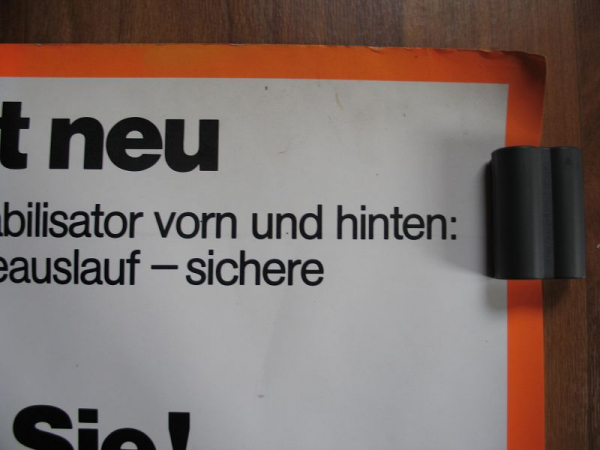 t neu
abilisator vorn und hinten:
eauslauf – sichere
Sie!